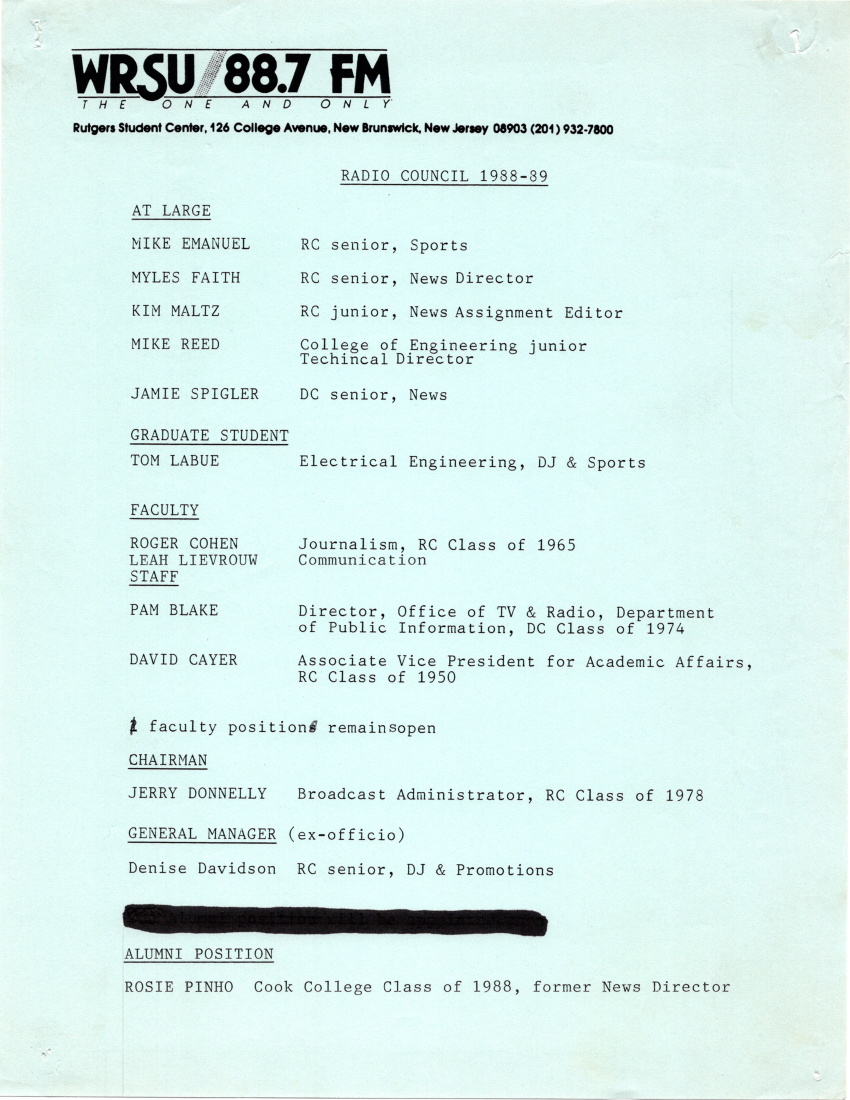 WRSU/88.7 FM
THE ONE AND ONLY
Rutgers Student Center, 126 College Avenue, New Brunswick, New Jersey 08903 (201) 932-7800
RADIO COUNCIL 1988-89
AT LARGE
MIKE EMANUEL RC senior, Sports
MYLES FAITH RC senior, News Director
KIM MALTZ RC junior, News Assignment Editor
MIKE REED College of Engineering junior
Techincal Director
JAMIE SPIGLER DC senior, News
GRADUATE STUDENT
TOM LABUE Electrical Engineering, DJ & Sports
FACULTY
ROGER COHEN Journalism, RC Class of 1965
LEAH LIEVROUW Communication
STAFF
PAM BLAKE Director, Office of TV & Radio, Department
of Public Information, DC Class of 1974
DAVID CAYER Associate Vice President for Academic Affairs,
RC Class of 1950
1 faculty position remains open
CHAIRMAN
JERRY DONNELLY Broadcast Administrator, RC Class of 1978
GENERAL MANAGER (ex-officio)
Denise Davidson RC senior, DJ & Promotions
ALUMNI POSITION
ROSIE PINHO Cook College Class of 1988, former News Director